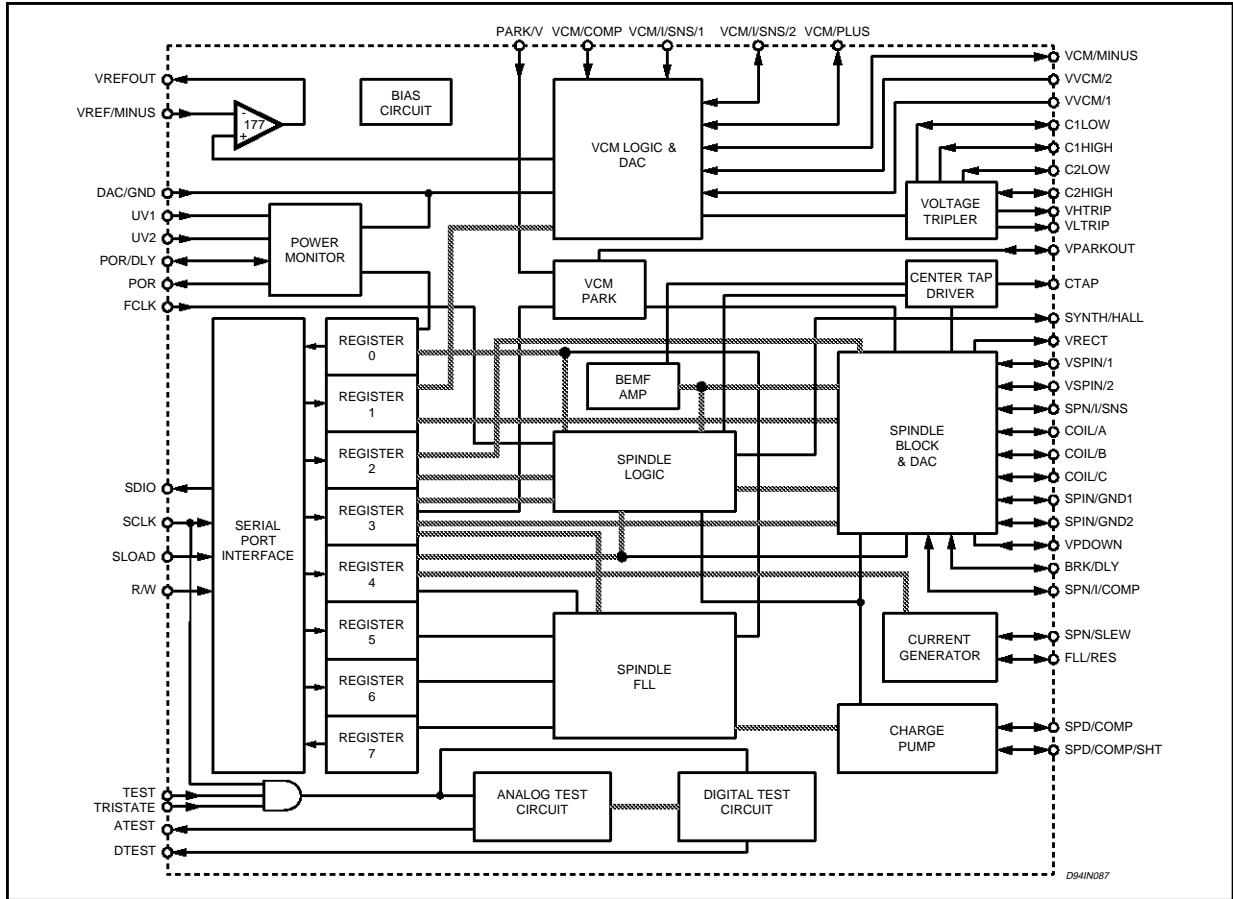 PARK/V VCM/COMP VCM/I/SNS/1 VCM/I/SNS/2 VCM/PLUS
VREFOUT
VREF/MINUS
-
177
+
DAC/GND
UV1
UV2
POR/DLY
POR
FCLK
SDIO
SCLK
SLOAD
R/W
TEST
TRISTATE
ATEST
DTEST
BIAS
CIRCUIT
VCM LOGIC &
DAC
POWER
MONITOR
VCM
PARK
VOLTAGE
TRIPLER
CENTER TAP
DRIVER
SERIAL
PORT
INTERFACE
REGISTER
0
REGISTER
1
REGISTER
2
REGISTER
3
REGISTER
4
REGISTER
5
REGISTER
6
REGISTER
7
BEMF
AMP
SPINDLE
LOGIC
SPINDLE
BLOCK
& DAC
SPINDLE
FLL
CURRENT
GENERATOR
CHARGE
PUMP
ANALOG TEST
CIRCUIT
DIGITAL TEST
CIRCUIT
VCM/MINUS
VVCM/2
VVCM/1
C1LOW
C1HIGH
C2LOW
C2HIGH
VHTRIP
VLTRIP
VPARKOUT
CTAP
SYNTH/HALL
VRECT
VSPIN/1
VSPIN/2
SPN/I/SNS
COIL/A
COIL/B
COIL/C
SPIN/GND1
SPIN/GND2
VPDOWN
BRK/DLY
SPN/I/COMP
SPN/SLEW
FLL/RES
SPD/COMP
SPD/COMP/SHT
D94IN087